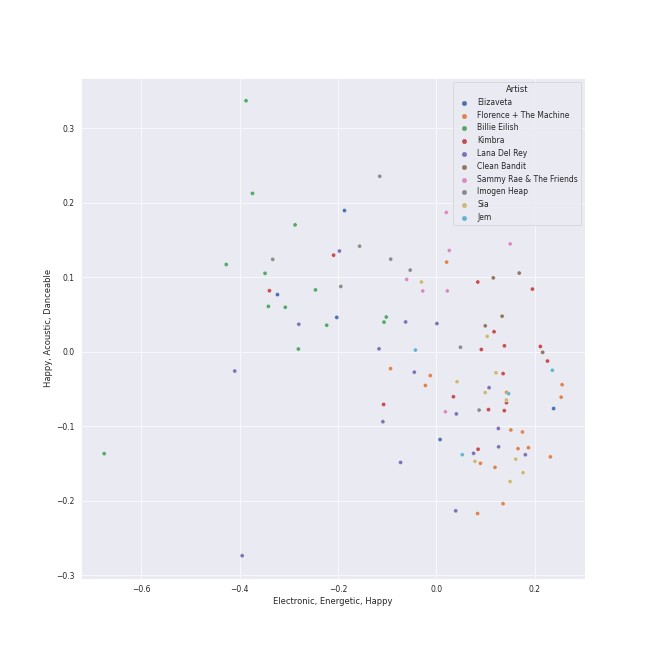 Artist
Elizaveta
Florence + The Machine
Billie Eilish
Kimbra
Lana Del Rey
Clean Bandit
Sammy Rae & The Friends
Imogen Heap
Sia
Jem
0.3
0.2
0.1
0.0
−0.1
−0.2
−0.3
Happy, Acoustic, Danceable
−0.6
−0.4
−0.2
0.0
0.2
Electronic, Energetic, Happy